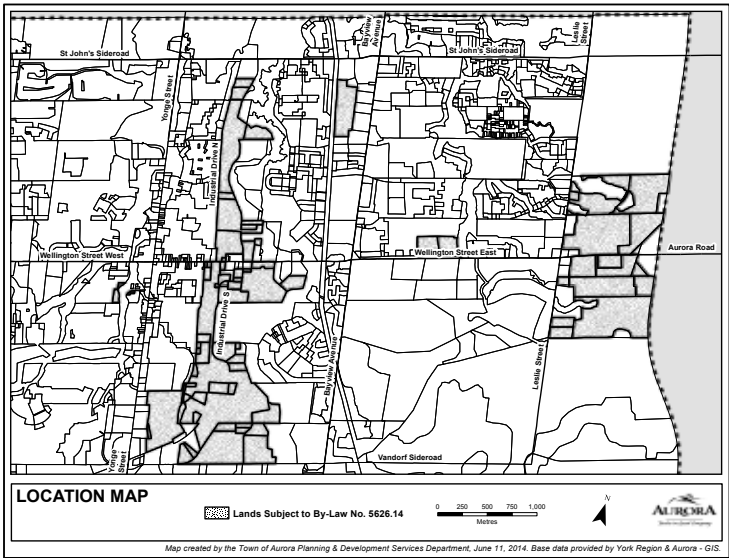 St John's Sideroad
Bayview
Avenue
St John's Sideroad
Leslie
Street
Yonge Street
Industrial Drive N
Wellington Street West
Wellington Street East
Aurora Road
Industrial Drive S
Bayview Avenue
Leslie Street
Yonge
Street
Vandorf Sideroad
LOCATION MAP
Lands Subject to By-Law No. 5626.14
0 250 500 750 1,000
Metres
N
AURORA
Map created by the Town of Aurora Planning & Development Services Department, June 11, 2014. Base data provided by York Region & Aurora - GIS.